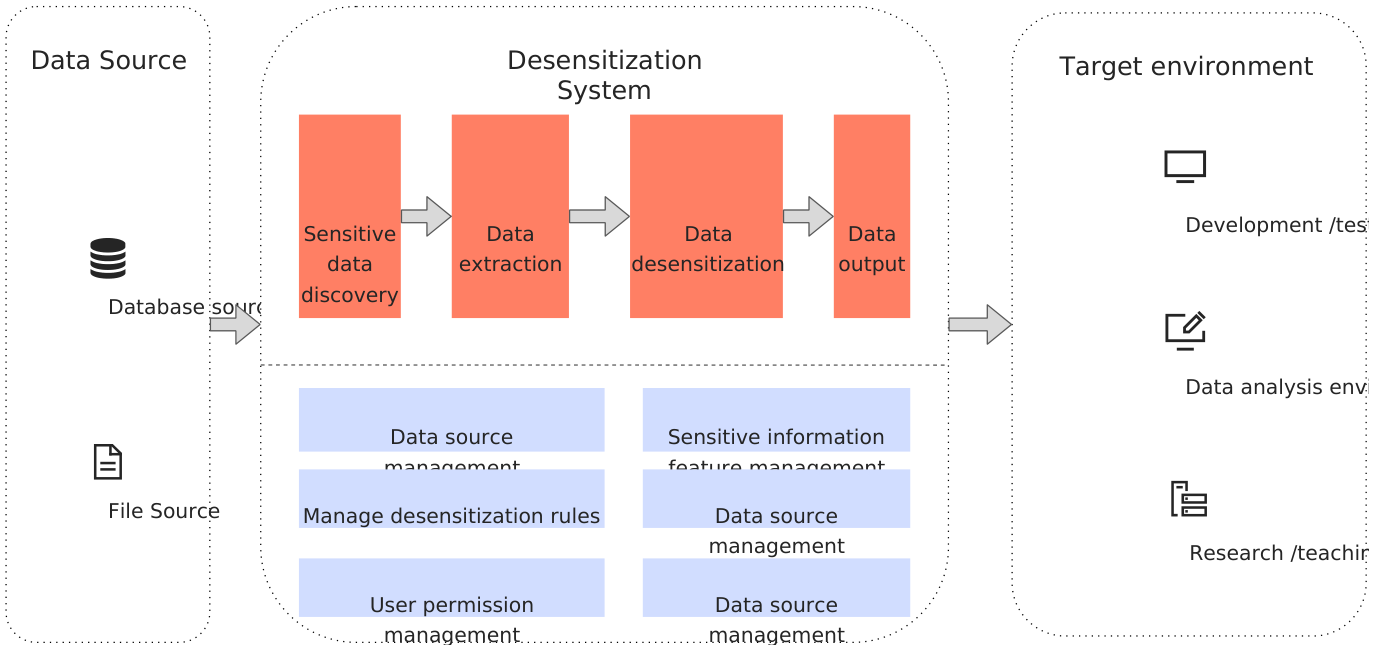 Data Source
Database sourc
File Source
Desensitization
System
Sensitive
data
discovery
Data
extraction
Data
desensitization
Data
output
Data source
management
Sensitive information
feature management
Manage desensitization rules
Data source
management
User permission
management
Data source
management
Target environment
Development /tes
Data analysis envi
Research /teachin